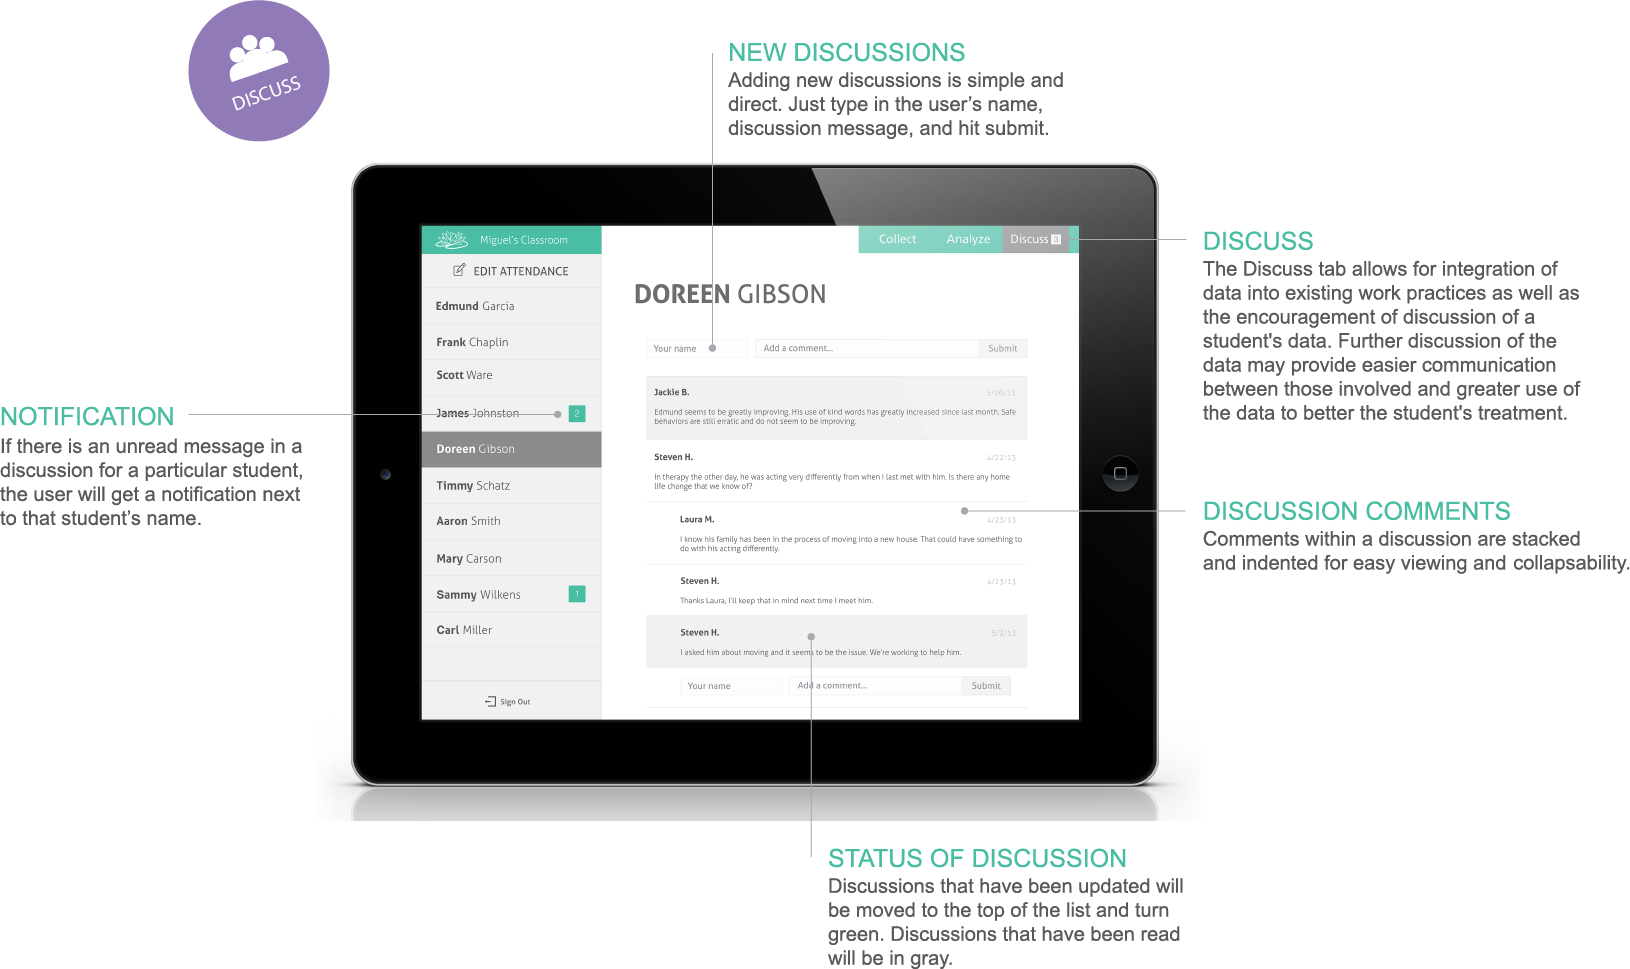 DISCUSS
NEW DISCUSSIONS
Adding new discussions is simple and
direct. Just type in the user’s name,
discussion message, and hit submit.
Miguel's Classroom
Collect
Analyze
Discuss 3
EDIT ATTENDANCE
Edmund Garcia
Frank Chaplin
Scott Ware
James Johnston 2
Doreen Gibson
Timmy Schatz
Aaron Smith
Mary Carson
Sammy Wilkens 1
Carl Miller
Sign Out
DOREEN GIBSON
Your name
Add a comment...
Submit
Jackie B. 5/06/13
Edmund seems to be greatly improving. His use of kind words has greatly increased since last month. Safe
behaviors are still erratic and do not seem to be improving.
Steven H. 4/22/13
In therapy the other day, he was acting very differently from when I last met with him. Is there any home
life change that we know of?
Laura M. 4/23/13
I know his family has been in the process of moving into a new house, That could have something to
do with his acting differently.
Steven H. 4/23/13
Thanks Laura, I'll keep that in mind next time I meet him.
Steven H. 5/2/13
I asked him about moving and it seems to be the issue. We're working to help him.
Your name
Add a comment...
Submit
NOTIFICATION
If there is an unread message in a
discussion for a particular student,
the user will get a notification next
to that student’s name.
DISCUSS
The Discuss tab allows for integration of
data into existing work practices as well as
the encouragement of discussion of a
student's data. Further discussion of the
data may provide easier communication
between those involved and greater use of
the data to better the student's treatment.
DISCUSSION COMMENTS
Comments within a discussion are stacked
and indented for easy viewing and collapsability.
STATUS OF DISCUSSION
Discussions that have been updated will
be moved to the top of the list and turn
green. Discussions that have been read
will be in gray.